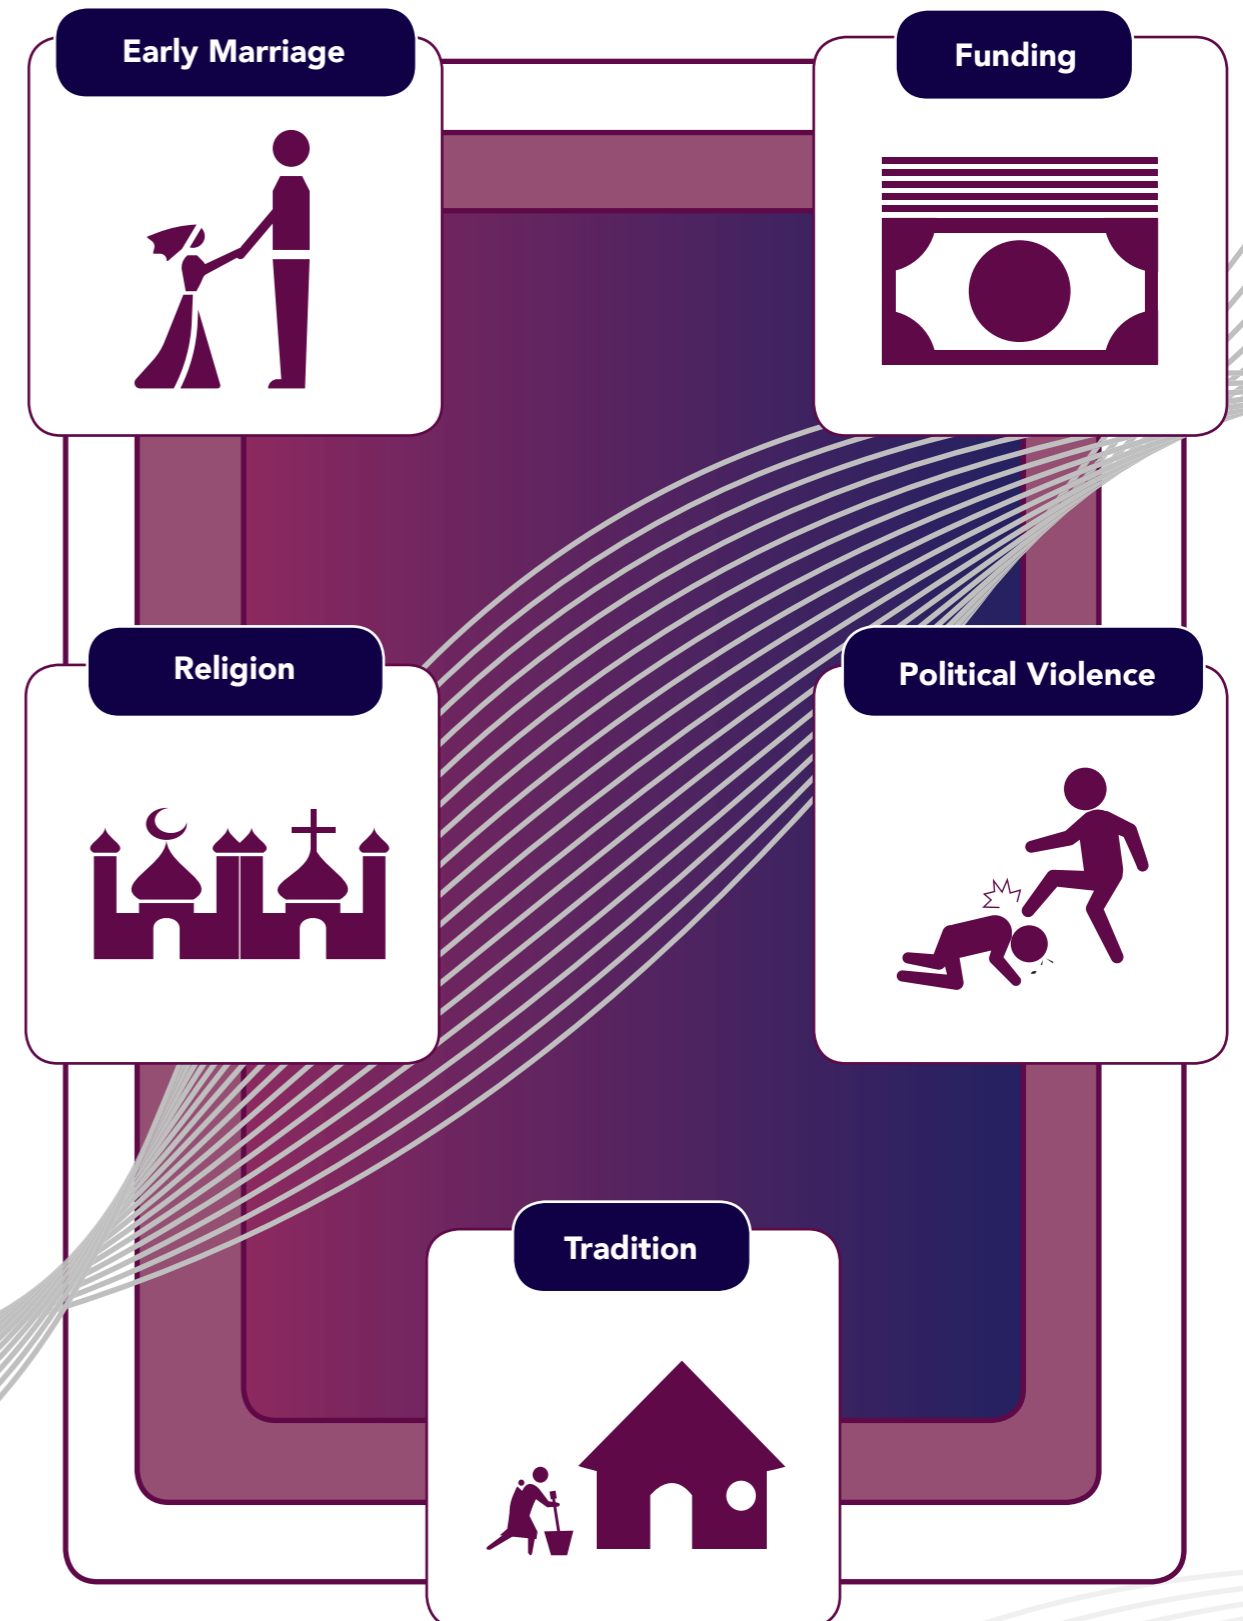 Early Marriage
Funding
Religion
Political Violence
Tradition